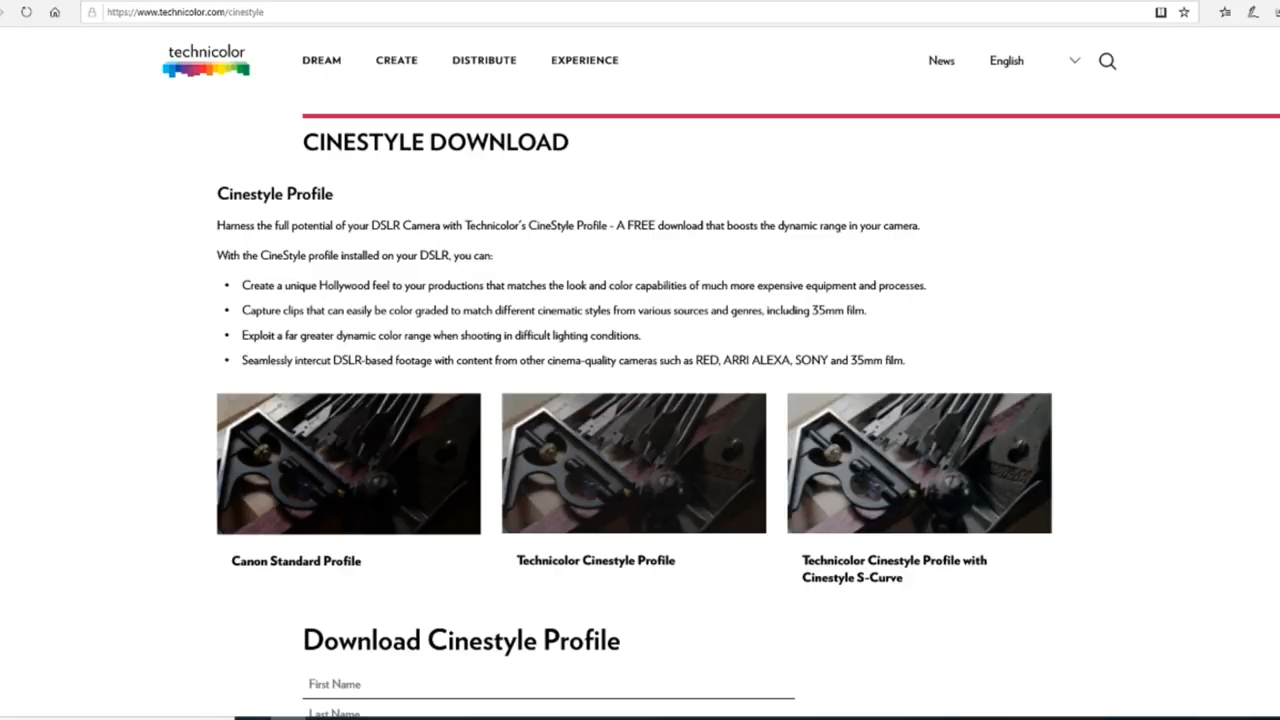 https://www.technicolor.com/cinestyle
technicolor
DREAM CREATE DISTRIBUTE EXPERIENCE News English
CINESTYLE DOWNLOAD
Cinestyle Profile
Harness the full potential of your DSLR Camera with Technicolor's CineStyle Profile - A FREE download that boosts the dynamic range in your camera.
With the CineStyle profile installed on your DSLR, you can:
• Create a unique Hollywood feel to your productions that matches the look and color capabilities of much more expensive equipment and processes.
• Capture clips that can easily be color graded to match different cinematic styles from various sources and genres, including 35mm film.
• Exploit a far greater dynamic color range when shooting in difficult lighting conditions.
• Seamlessly intercut DSLR-based footage with content from other cinema-quality cameras such as RED, ARRI ALEXA, SONY and 35mm film.
Canon Standard Profile
Technicolor Cinestyle Profile
Technicolor Cinestyle Profile with
Cinestyle S-Curve
Download Cinestyle Profile
First Name
Last Name